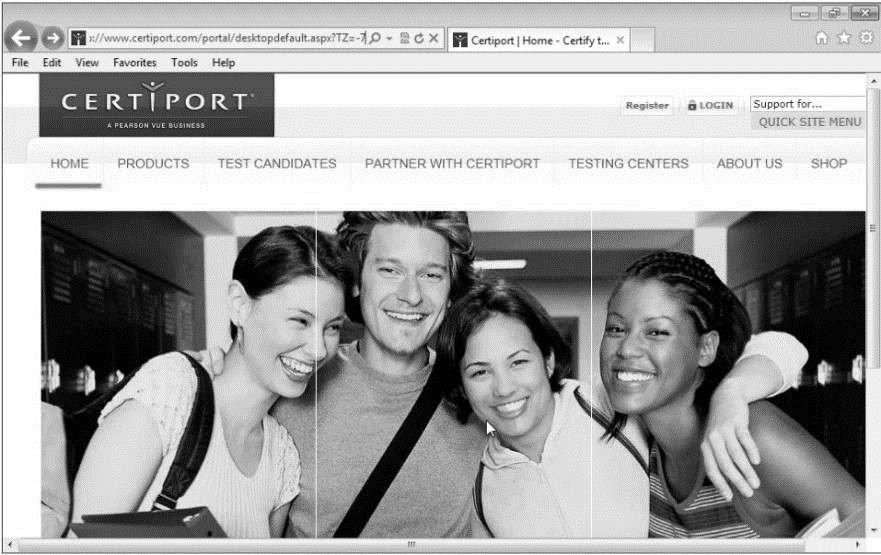 ://www.certiport.com/portal/desktopdefault.aspx?TZ=-7
Certiport | Home - Certify t...
File Edit View Favorites Tools Help
CERTIPORT
A PEARSON VUE BUSINESS
Register LOGIN Support for...
QUICK SITE MENU
HOME PRODUCTS TEST CANDIDATES PARTNER WITH CERTIPORT TESTING CENTERS ABOUT US SHOP